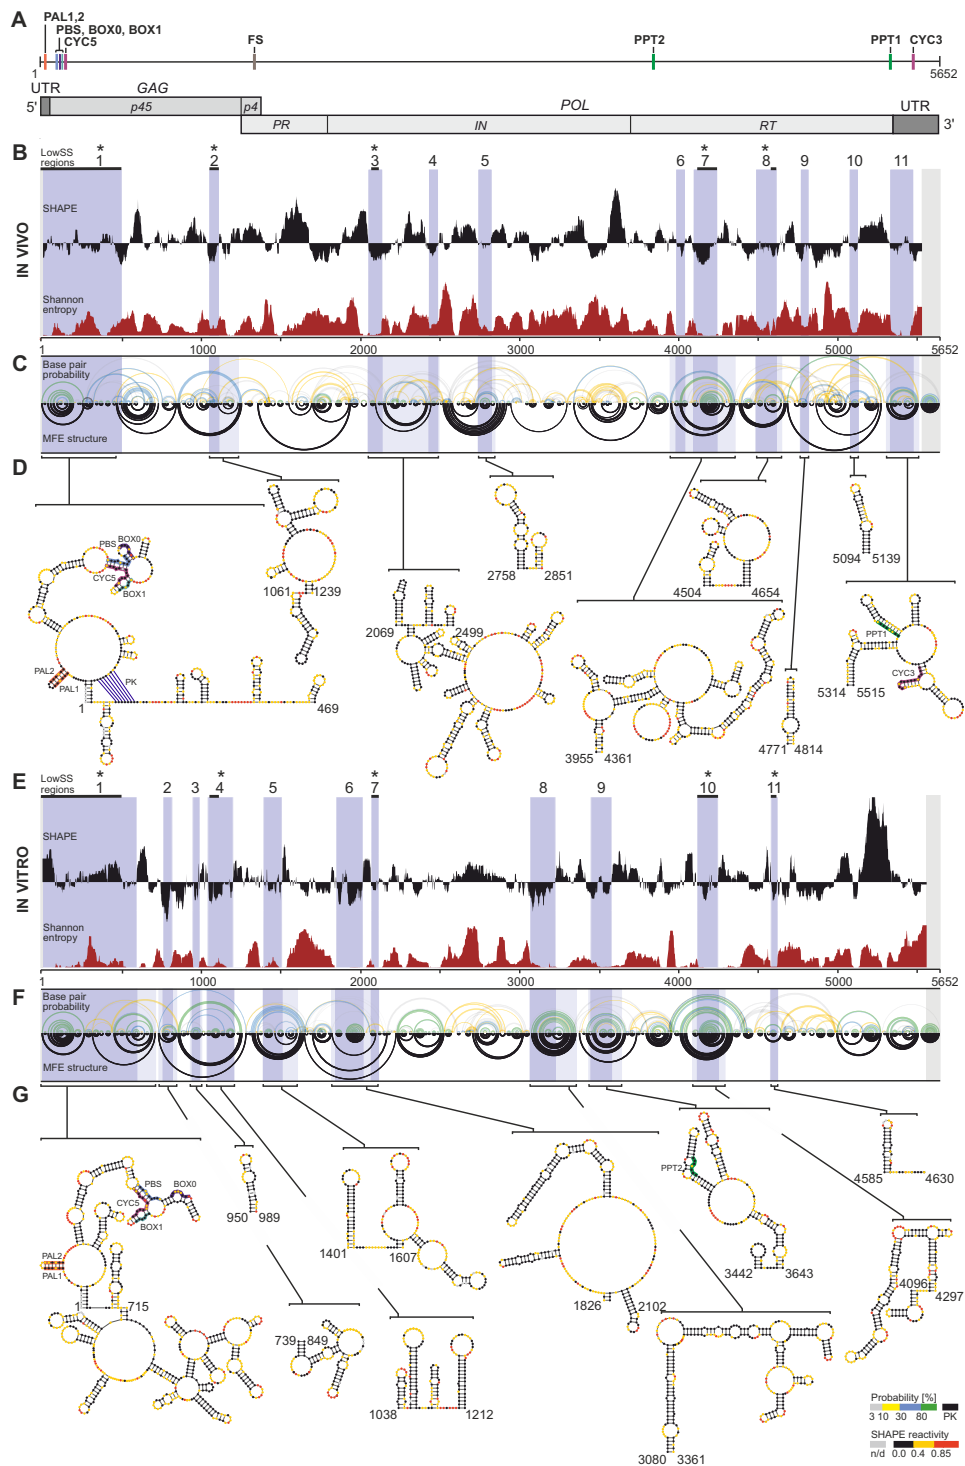 A
PAL1,2
PBS, BOX0, BOX1
CYC5
FS
PPT2
PPT1
CYC3
1
5652
UTR
GAG
POL
UTR
5'
p45
p4
PR
IN
RT
3'
B
LowSS
regions
* * * * *
1 2 3 4 5 6 7 8 9 10 11
SHAPE
IN VIVO
Shannon
entropy
1 1000 2000 3000 4000 5000 5652
C
Base pair
probability
MFE structure
D
PBS
BOX0
CYC5
BOX1
PAL2
PAL1
PK
1
469
1061 1239
2069 2499
2758 2851
3955 4361
4504 4654
4771 4814
5094 5139
PPT1
CYC3
5314 5515
E
LowSS
regions
* * * * *
1 2 3 4 5 6 7 8 9 10 11
SHAPE
IN VITRO
Shannon
entropy
1 1000 2000 3000 4000 5000 5652
F
Base pair
probability
MFE structure
G
PBS
BOX0
CYC5
BOX1
PAL2
PAL1
1
715
739 849
950 989
1038 1212
1401 1607
1826 2102
3080 3361
PPT2
3442 3643
4096
4297
4585 4630
Probability [%]
3 10 30 80 PK
SHAPE reactivity
n/d 0.0 0.4 0.85